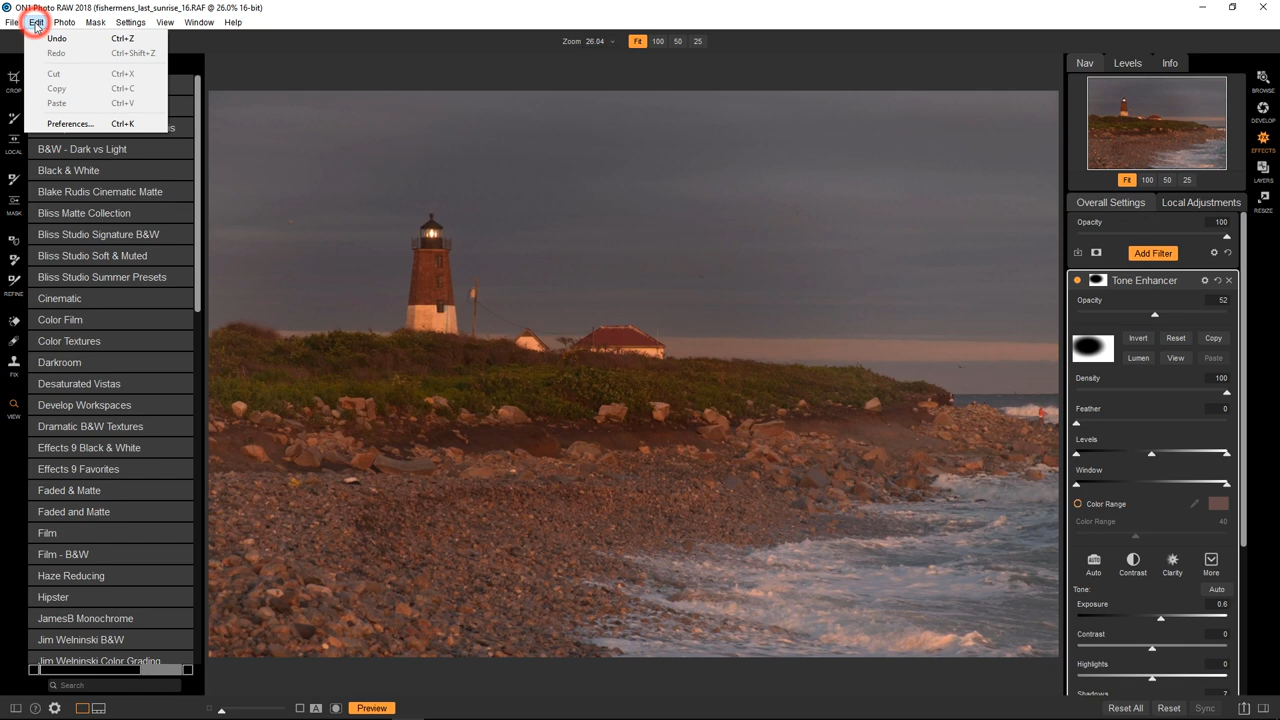 ON1 Photo RAW 2018 (fishermens_last_sunrise_16.RAF @ 26.0% 16-bit)
File Edit Photo Mask Settings View Window Help
Undo Ctrl+Z
Redo Ctrl+Shift+Z
Cut Ctrl+X
Copy Ctrl+C
Paste Ctrl+V
Preferences... Ctrl+K
Zoom 26.04 Fit 100 50 25
CROP
LOCAL
MASK
REFINE
FIX
VIEW
B&W - Dark vs Light
Black & White
Blake Rudis Cinematic Matte
Bliss Matte Collection
Bliss Studio Signature B&W
Bliss Studio Soft & Muted
Bliss Studio Summer Presets
Cinematic
Color Film
Color Textures
Darkroom
Desaturated Vistas
Develop Workspaces
Dramatic B&W Textures
Effects 9 Black & White
Effects 9 Favorites
Faded & Matte
Faded and Matte
Film
Film - B&W
Haze Reducing
Hipster
JamesB Monochrome
Jim Welninski B&W
Jim Welninski Color Grading
Search
Nav Levels Info
Fit 100 50 25
Overall Settings Local Adjustments
Opacity 100
Add Filter
Tone Enhancer
Opacity 52
Invert Reset Copy
Lumen View Paste
Density 100
Feather 0
Levels
Window
Color Range
Color Range 40
Auto Contrast Clarity More
Tone: Auto
Exposure 0.6
Contrast 0
Highlights 0
Shadows 7
BROWSE
DEVELOP
EFFECTS
LAYERS
RESIZE
? A Preview
Reset All Reset Sync